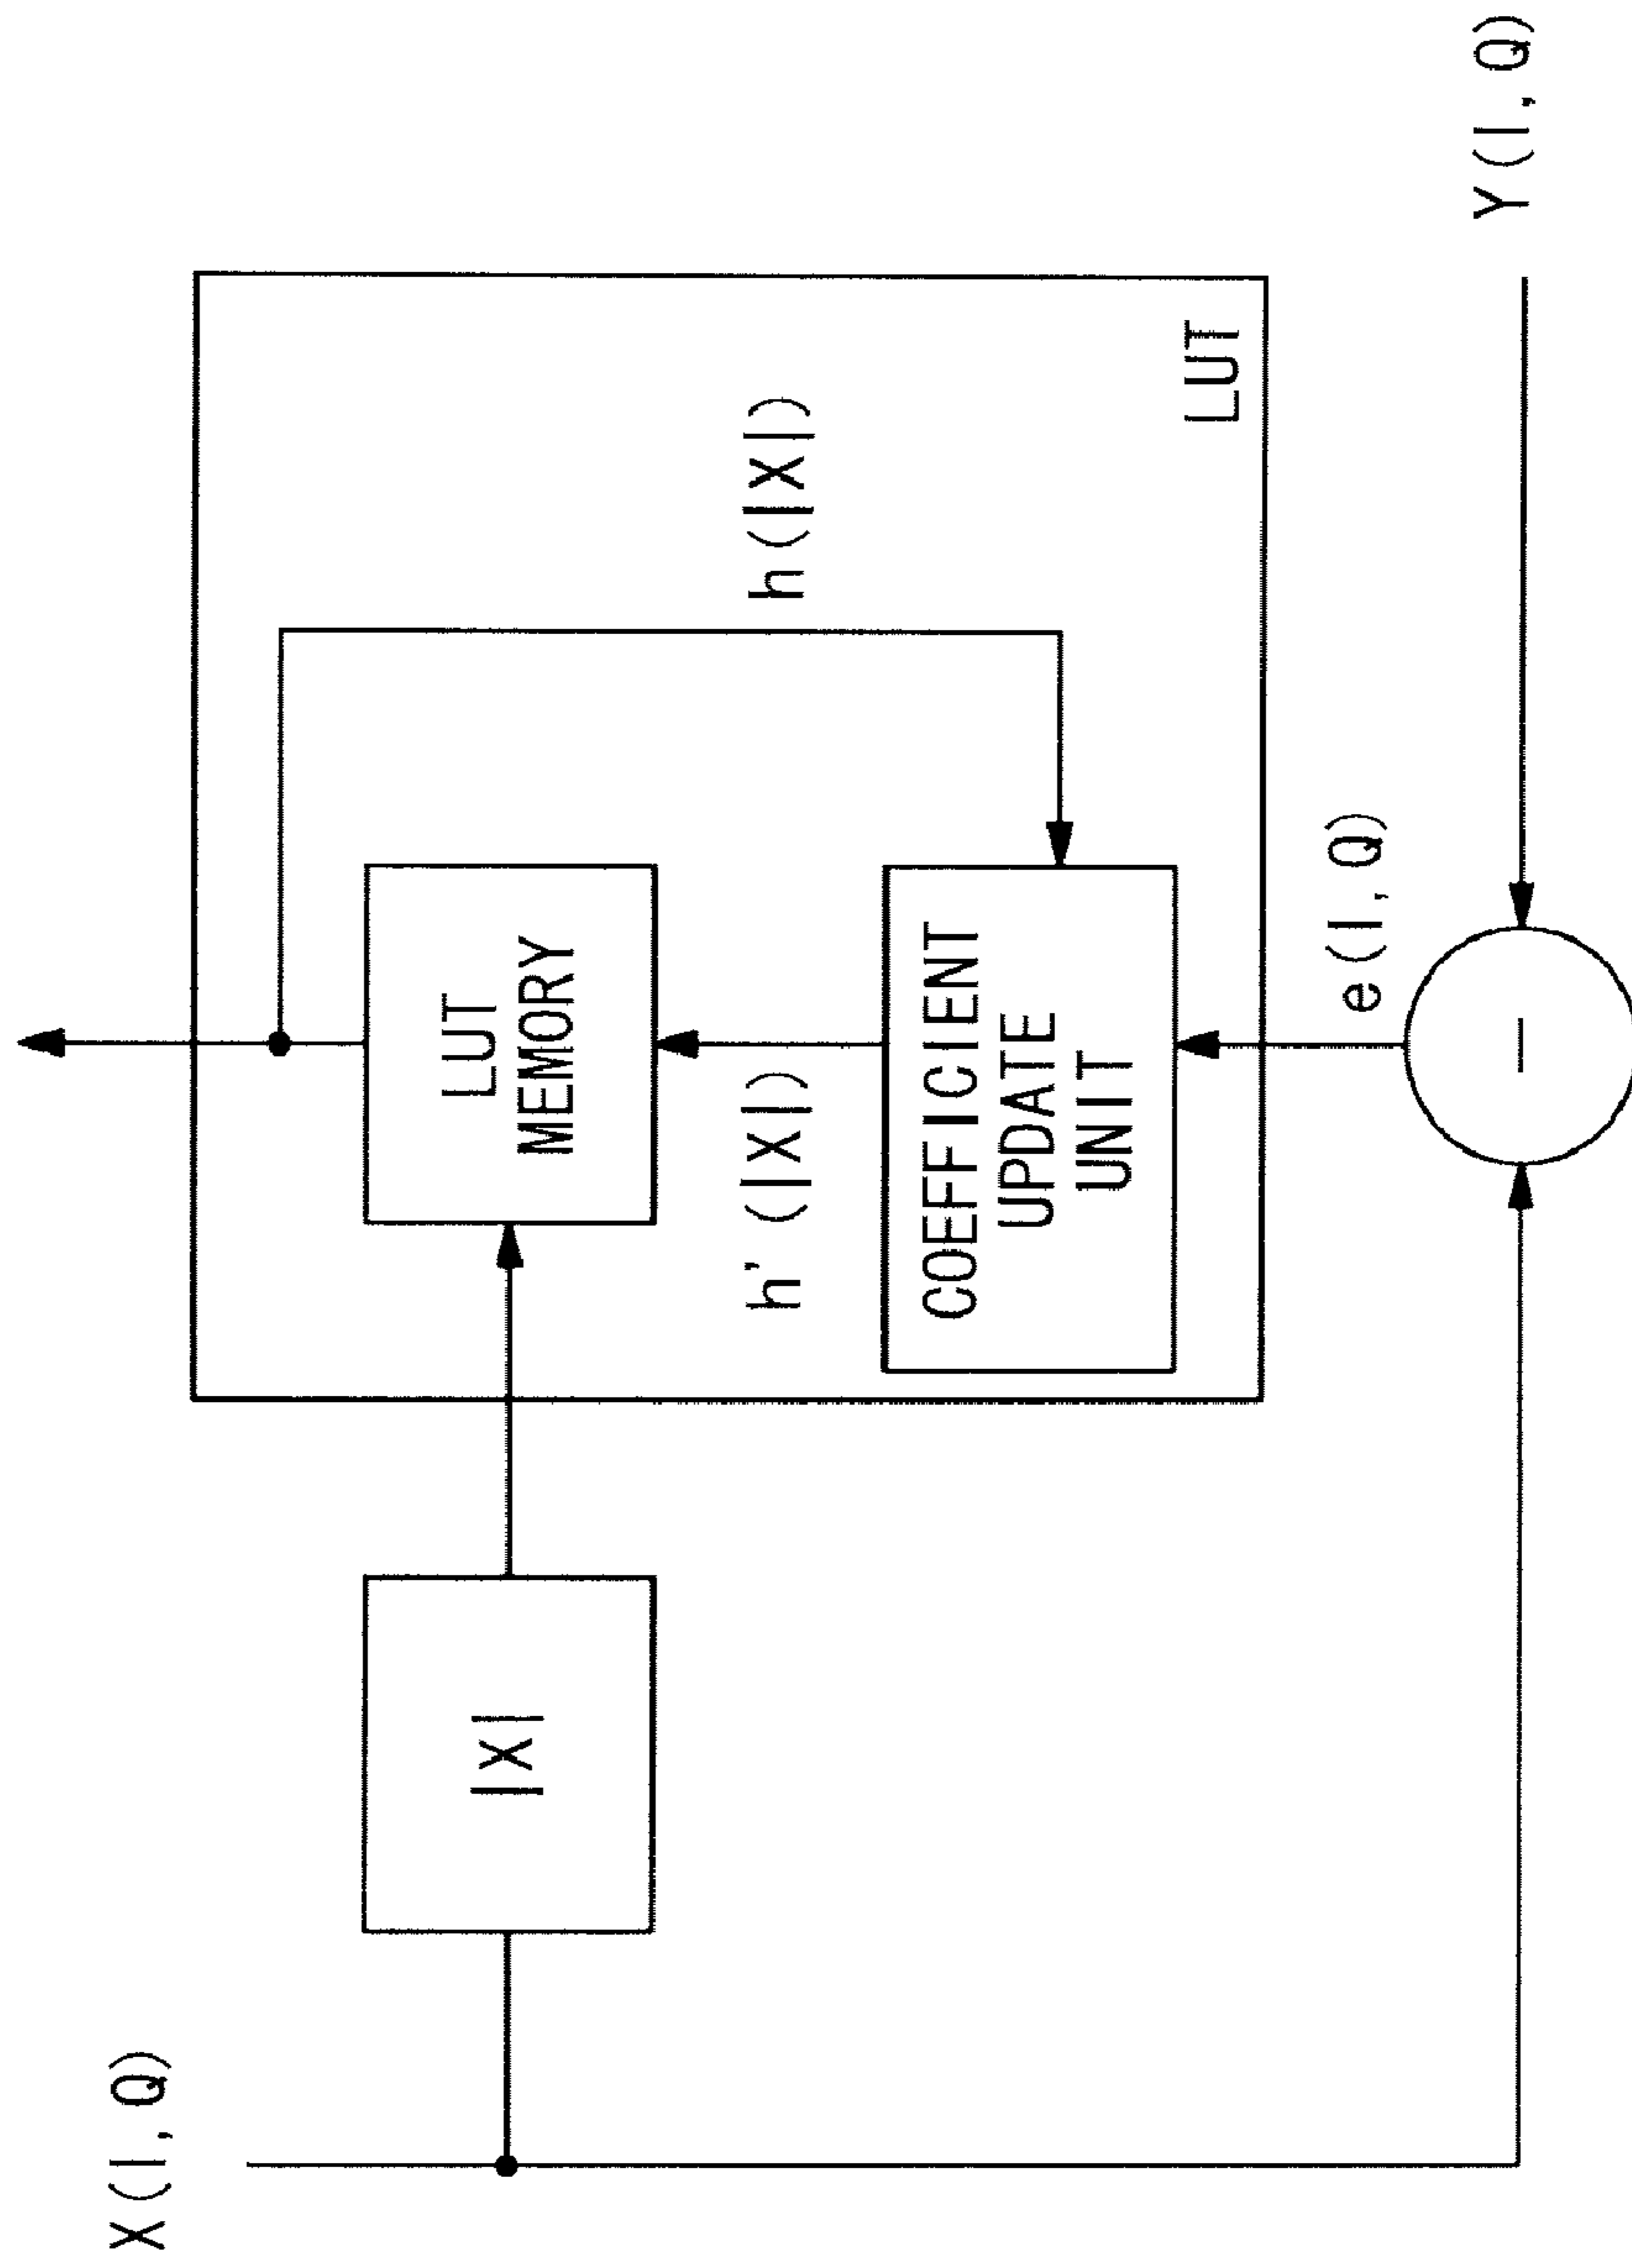 X(I,Q)
|X|
LUT
MEMORY
h'(|X|)
h(|X|)
COEFFICIENT
UPDATE
UNIT
LUT
e(I,Q)
−
Y(I,Q)